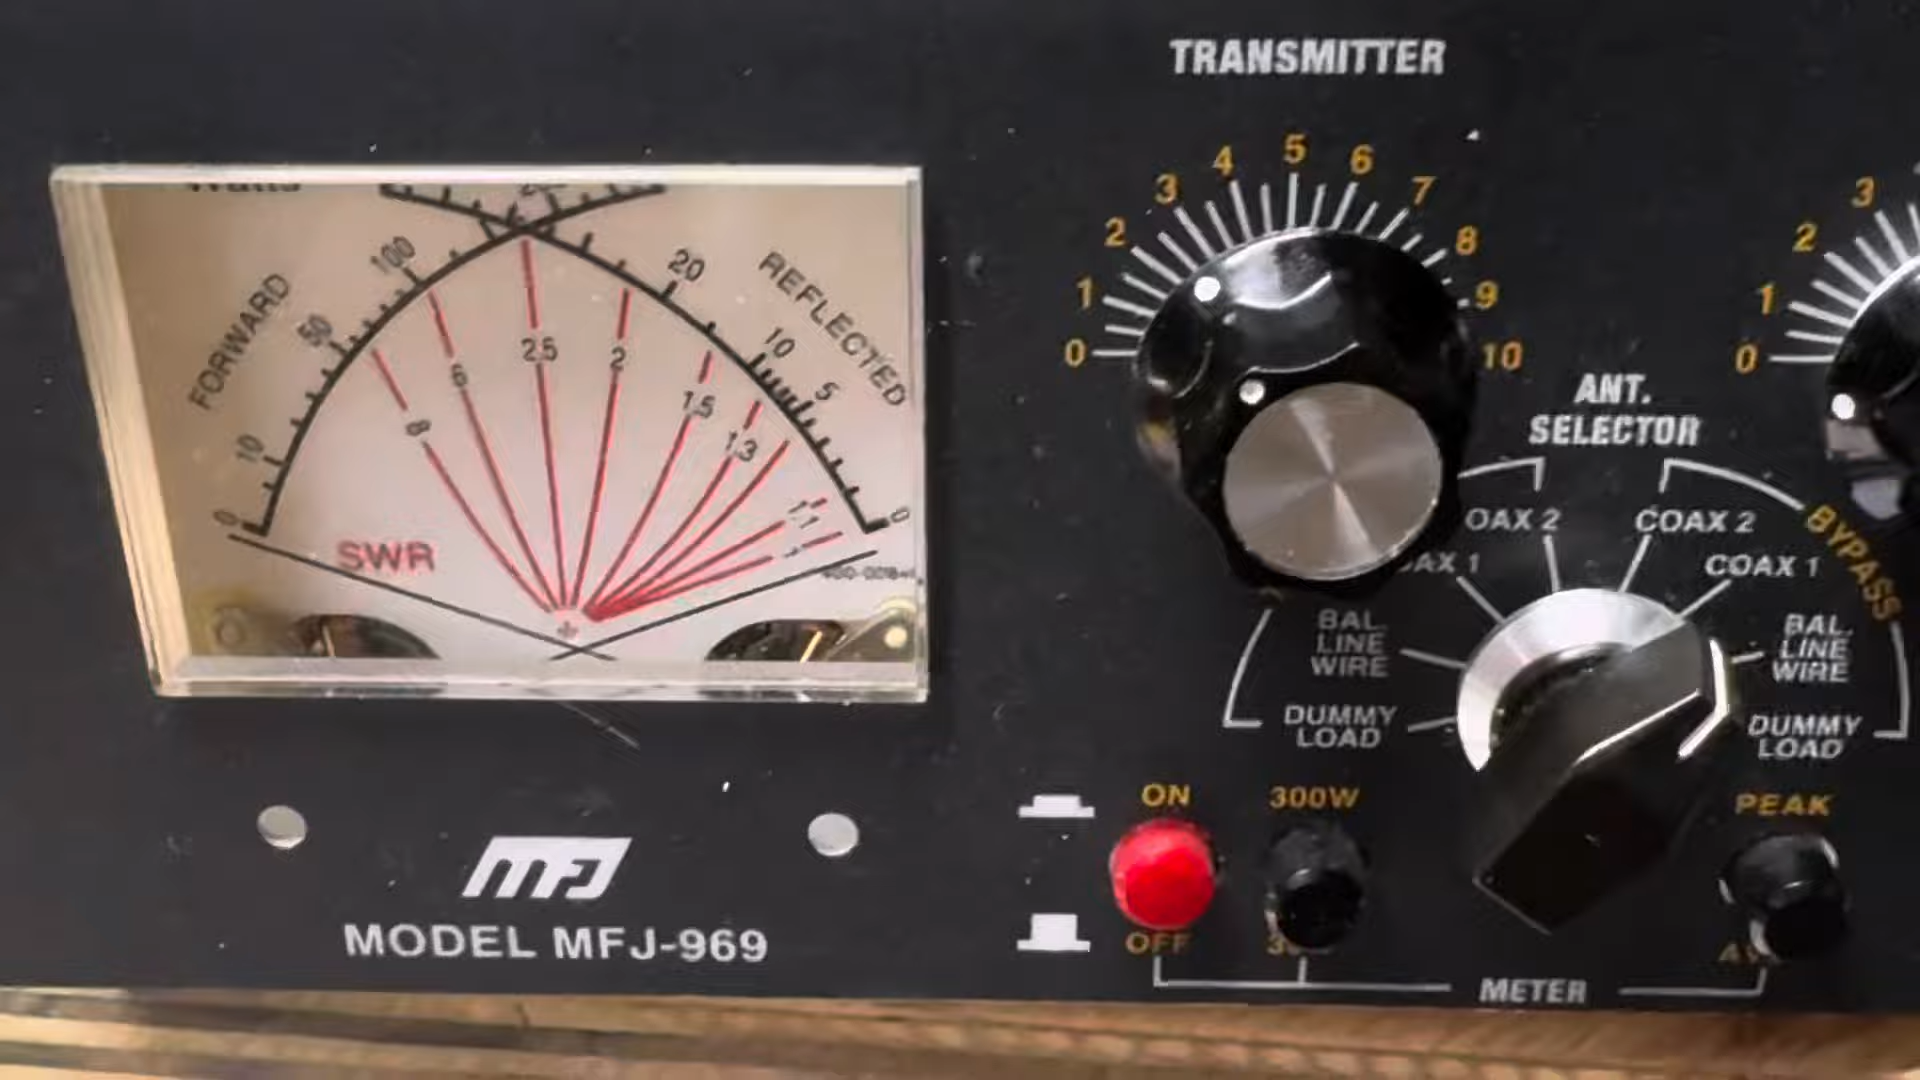 TRANSMITTER
0
1
2
3
4
5
6
7
8
9
10
0
1
2
3
Watts
FORWARD
0
10
50
100
REFLECTED
20
10
5
0
8
6
2.5
2
1.5
1.3
1.1
SWR
ANT.
SELECTOR
COAX 2
COAX 1
BAL.
LINE
WIRE
DUMMY
LOAD
BYPASS
BAL.
LINE
WIRE
DUMMY
LOAD
ON
300W
PEAK
OFF
METER
MFJ
MODEL MFJ-969